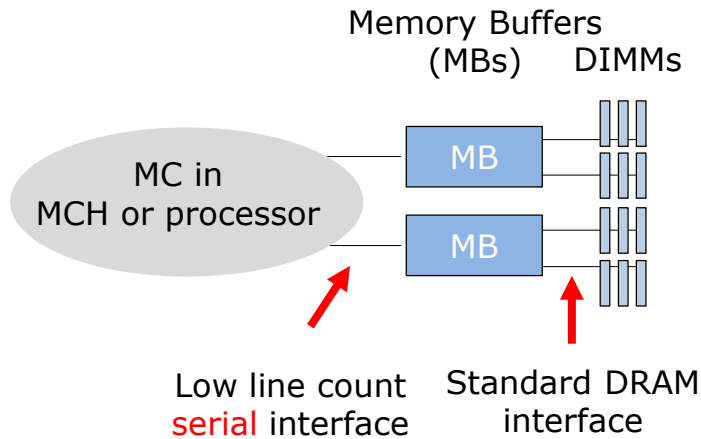 Memory Buffers
(MBs)
DIMMs
MB
MC in
MCH or processor
MB
Low line count
serial interface
Standard DRAM
interface